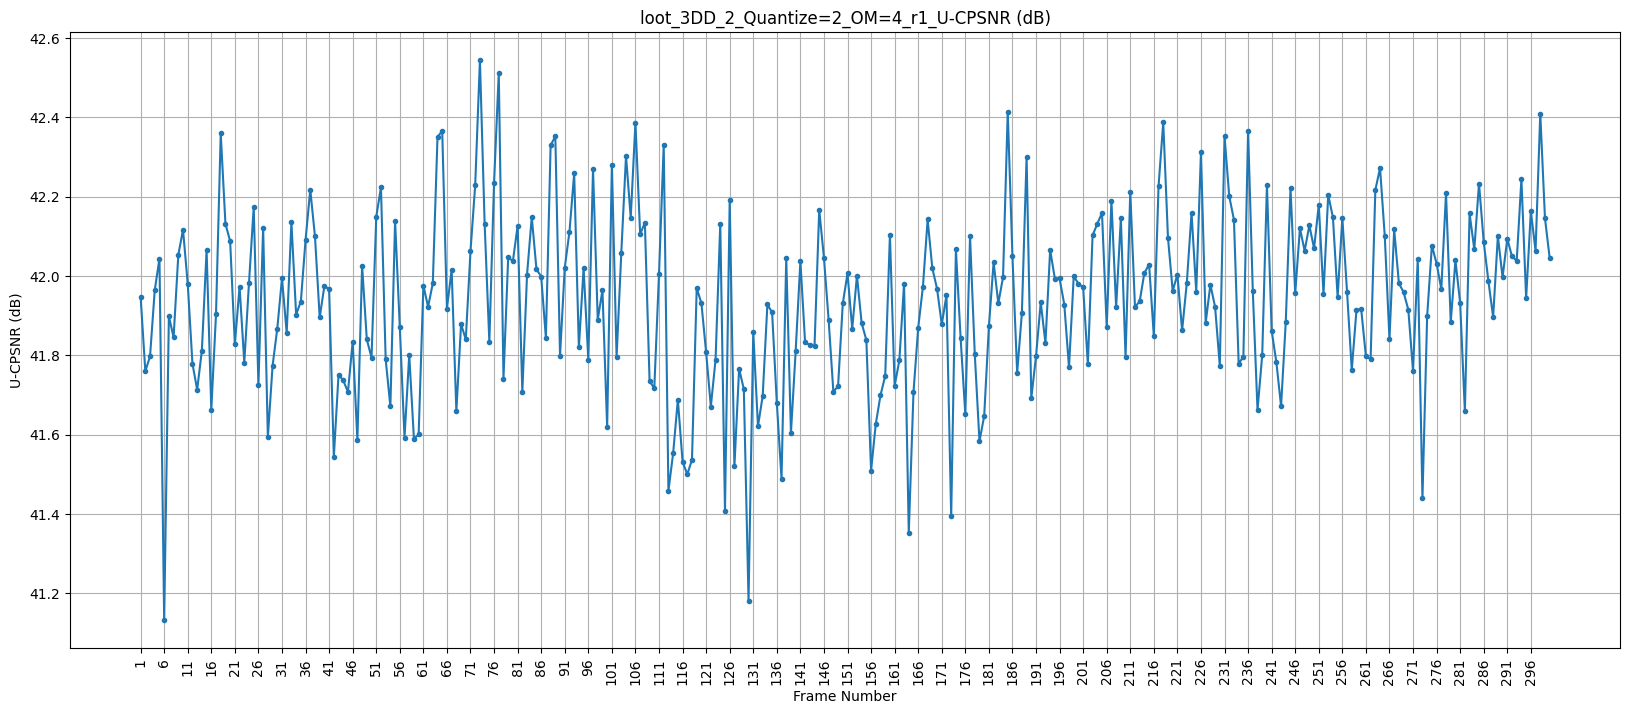 loot_3DD_2_Quantize=2_OM=4_r1_U-CPSNR (dB)
42.6
42.4
42.2
42.0
41.8
41.6
41.4
41.2
U-CPSNR (dB)
1 6 11 16 21 26 31 36 41 46 51 56 61 66 71 76 81 86 91 96 101 106 111 116 121 126 131 136 141 146 151 156 161 166 171 176 181 186 191 196 201 206 211 216 221 226 231 236 241 246 251 256 261 266 271 276 281 286 291 296
Frame Number